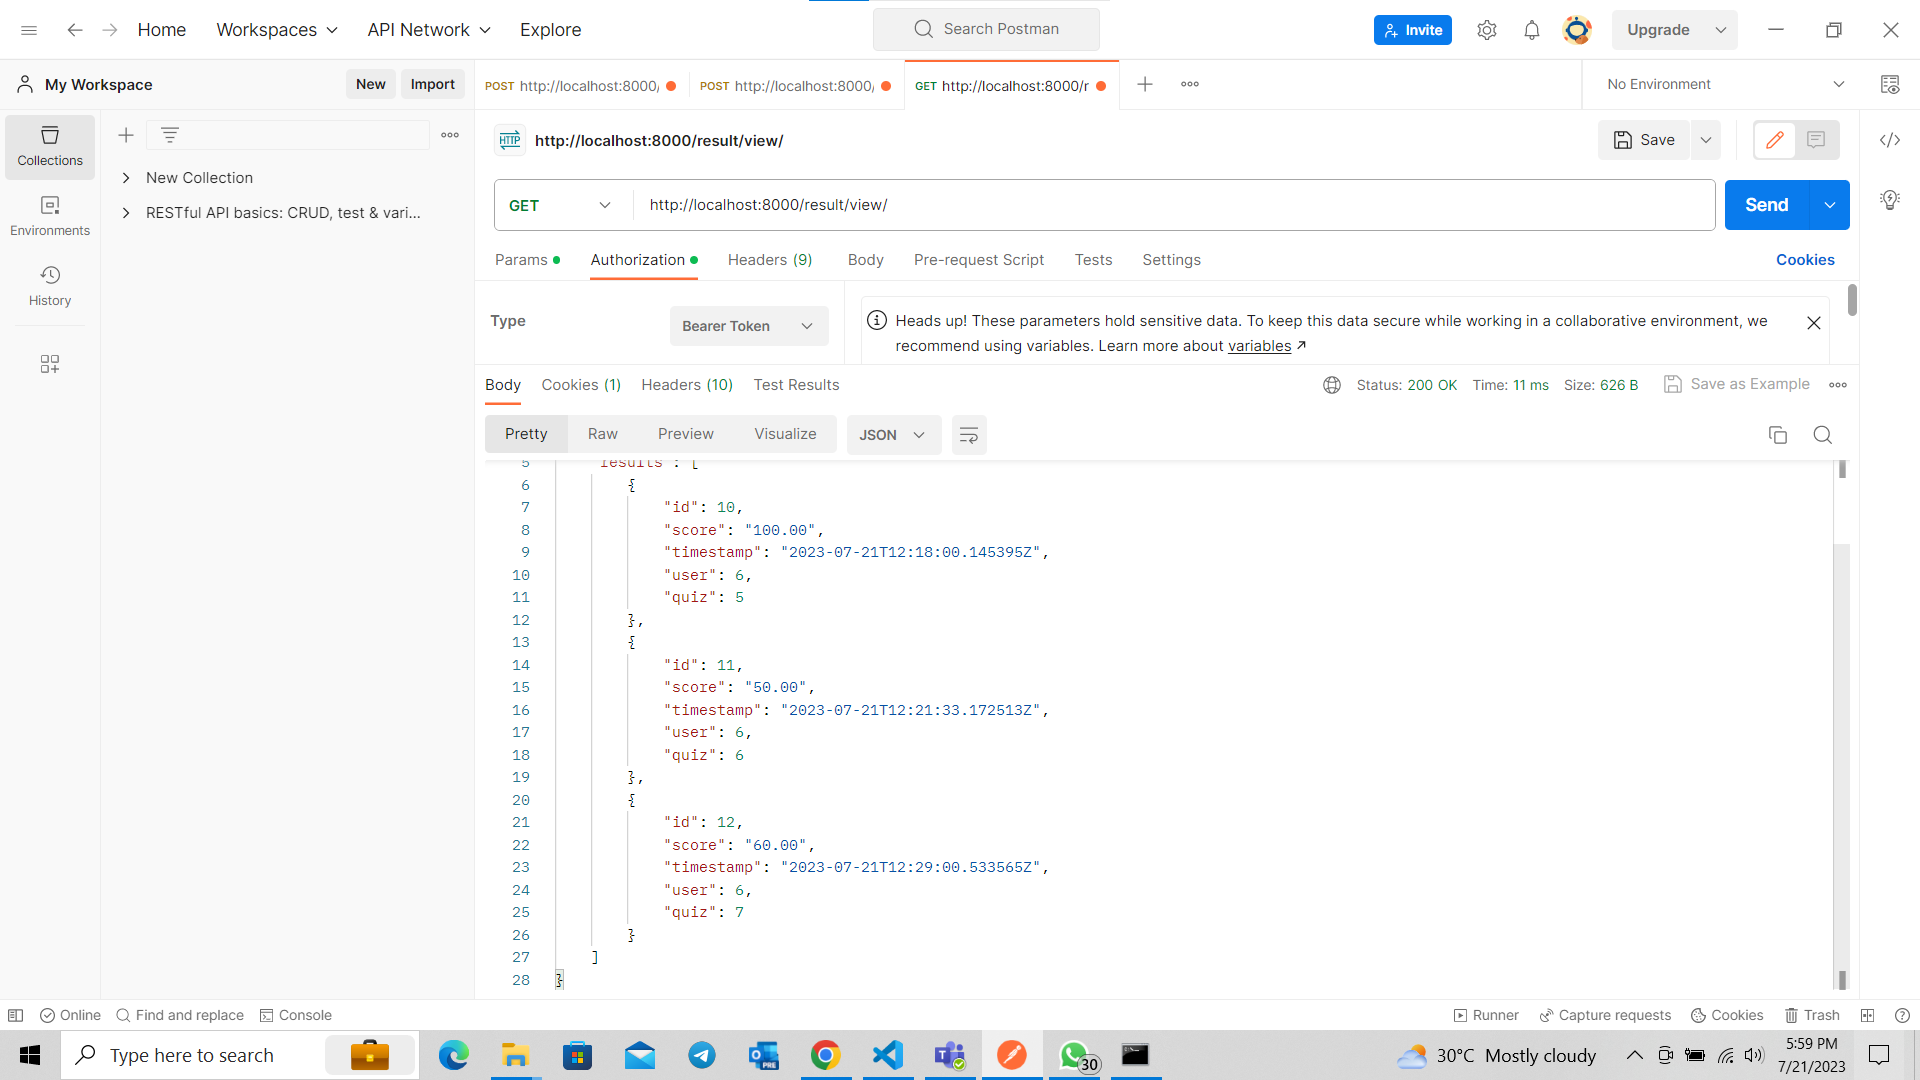 Home
Workspaces
API Network
Explore
Search Postman
Invite
Upgrade
My Workspace
New
Import
POST http://localhost:8000/
POST http://localhost:8000/
GET http://localhost:8000/r
No Environment
Collections
Environments
History
New Collection
RESTful API basics: CRUD, test & vari...
HTTP
http://localhost:8000/result/view/
Save
GET
http://localhost:8000/result/view/
Send
Params
Authorization
Headers (9)
Body
Pre-request Script
Tests
Settings
Cookies
Type
Bearer Token
Heads up! These parameters hold sensitive data. To keep this data secure while working in a collaborative environment, we
recommend using variables. Learn more about variables
Body
Cookies (1)
Headers (10)
Test Results
Status: 200 OK
Time: 11 ms
Size: 626 B
Save as Example
Pretty
Raw
Preview
Visualize
JSON
5 "results": [
6 {
7 "id": 10,
8 "score": "100.00",
9 "timestamp": "2023-07-21T12:18:00.145395Z",
10 "user": 6,
11 "quiz": 5
12 },
13 {
14 "id": 11,
15 "score": "50.00",
16 "timestamp": "2023-07-21T12:21:33.172513Z",
17 "user": 6,
18 "quiz": 6
19 },
20 {
21 "id": 12,
22 "score": "60.00",
23 "timestamp": "2023-07-21T12:29:00.533565Z",
24 "user": 6,
25 "quiz": 7
26 }
27 ]
28 }
Online
Find and replace
Console
Runner
Capture requests
Cookies
Trash
Type here to search
PRE
30
30°C Mostly cloudy
5:59 PM
7/21/2023